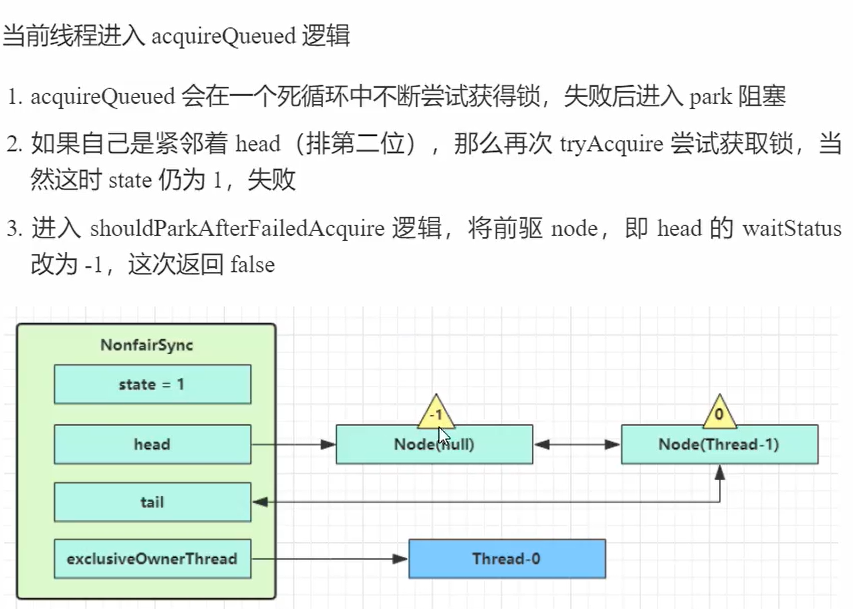 当前线程进入 acquireQueued 逻辑
1. acquireQueued 会在一个死循环中不断尝试获得锁，失败后进入 park 阻塞
2. 如果自己是紧邻着 head（排第二位），那么再次 tryAcquire 尝试获取锁，当
然这时 state 仍为 1，失败
3. 进入 shouldParkAfterFailedAcquire 逻辑，将前驱 node，即 head 的 waitStatus
改为 -1，这次返回 false
NonfairSync
state = 1
-1
0
head
Node(null)
Node(Thread-1)
tail
exclusiveOwnerThread
Thread-0